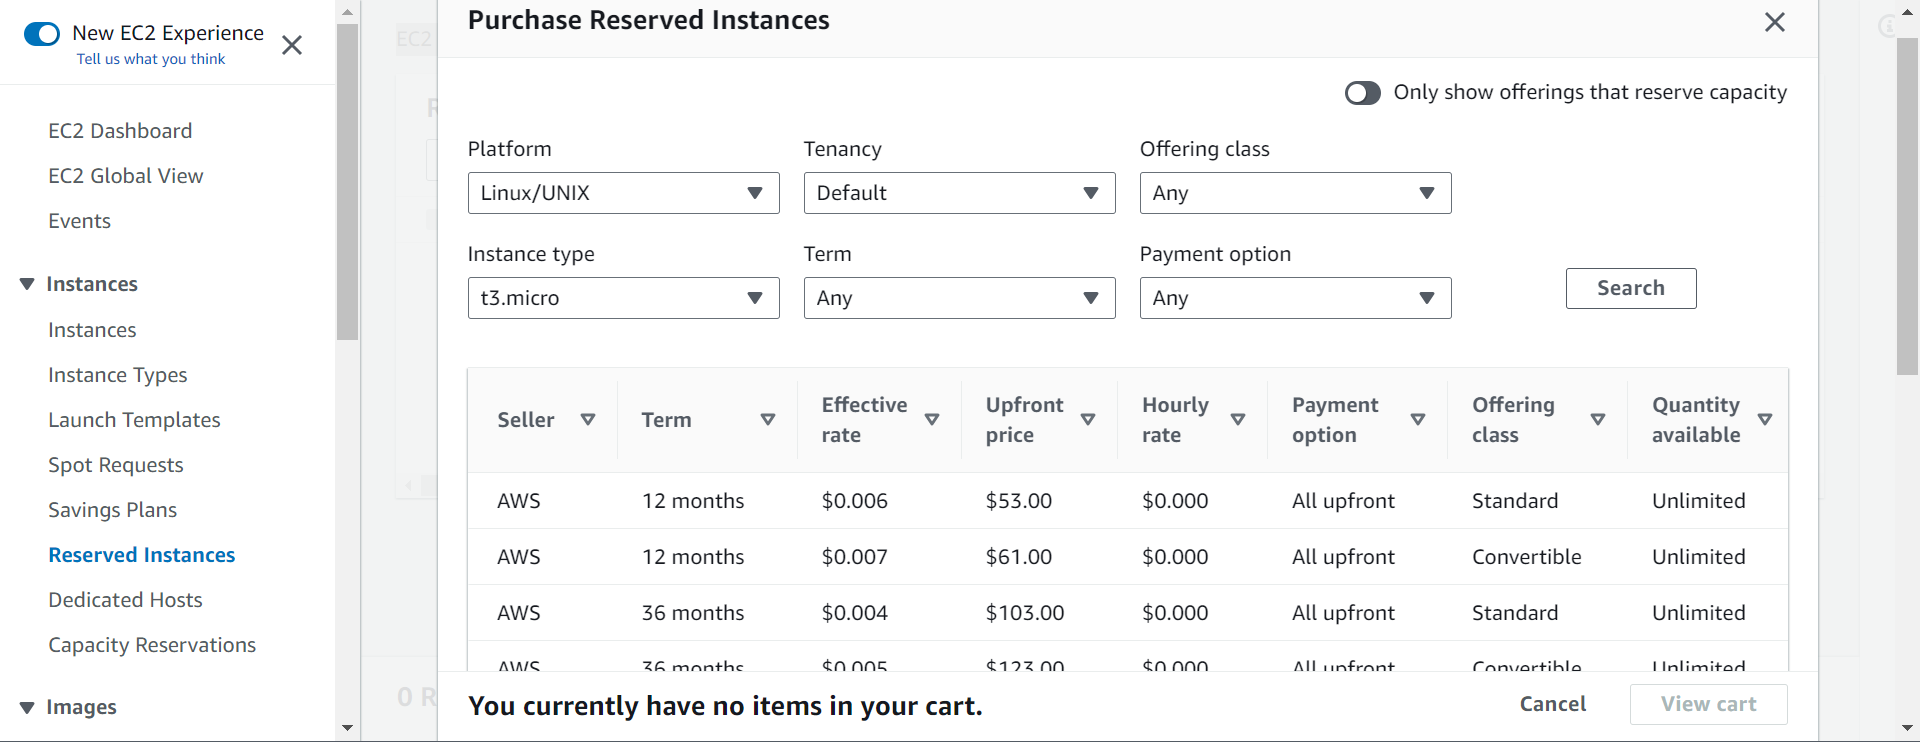 New EC2 Experience
Tell us what you think
EC2 Dashboard
EC2 Global View
Events
Instances
Instances
Instance Types
Launch Templates
Spot Requests
Savings Plans
Reserved Instances
Dedicated Hosts
Capacity Reservations
Images
EC2
R
0 R
Purchase Reserved Instances
Only show offerings that reserve capacity
Platform Tenancy Offering class
Linux/UNIX Default Any
Instance type Term Payment option
t3.micro Any Any Search
Seller Term Effective rate Upfront price Hourly rate Payment option Offering class Quantity available
AWS 12 months $0.006 $53.00 $0.000 All upfront Standard Unlimited
AWS 12 months $0.007 $61.00 $0.000 All upfront Convertible Unlimited
AWS 36 months $0.004 $103.00 $0.000 All upfront Standard Unlimited
AWS 36 months $0.005 $123.00 $0.000 All upfront Convertible Unlimited
You currently have no items in your cart. Cancel View cart